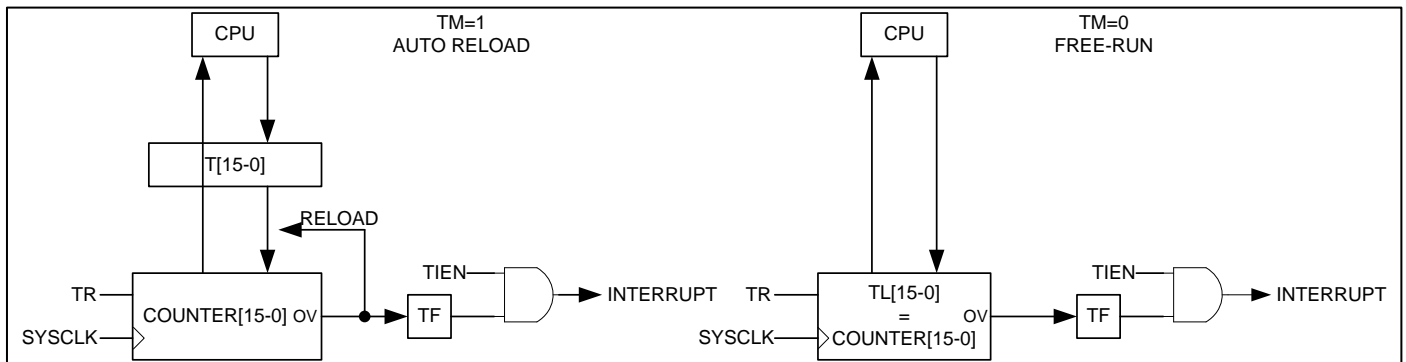 CPU
TM=1
AUTO RELOAD
T[15-0]
RELOAD
TIEN
TR
COUNTER[15-0] OV
TF
INTERRUPT
SYSCLK
CPU
TM=0
FREE-RUN
TIEN
TR
TL[15-0]
=
COUNTER[15-0]
OV
TF
INTERRUPT
SYSCLK